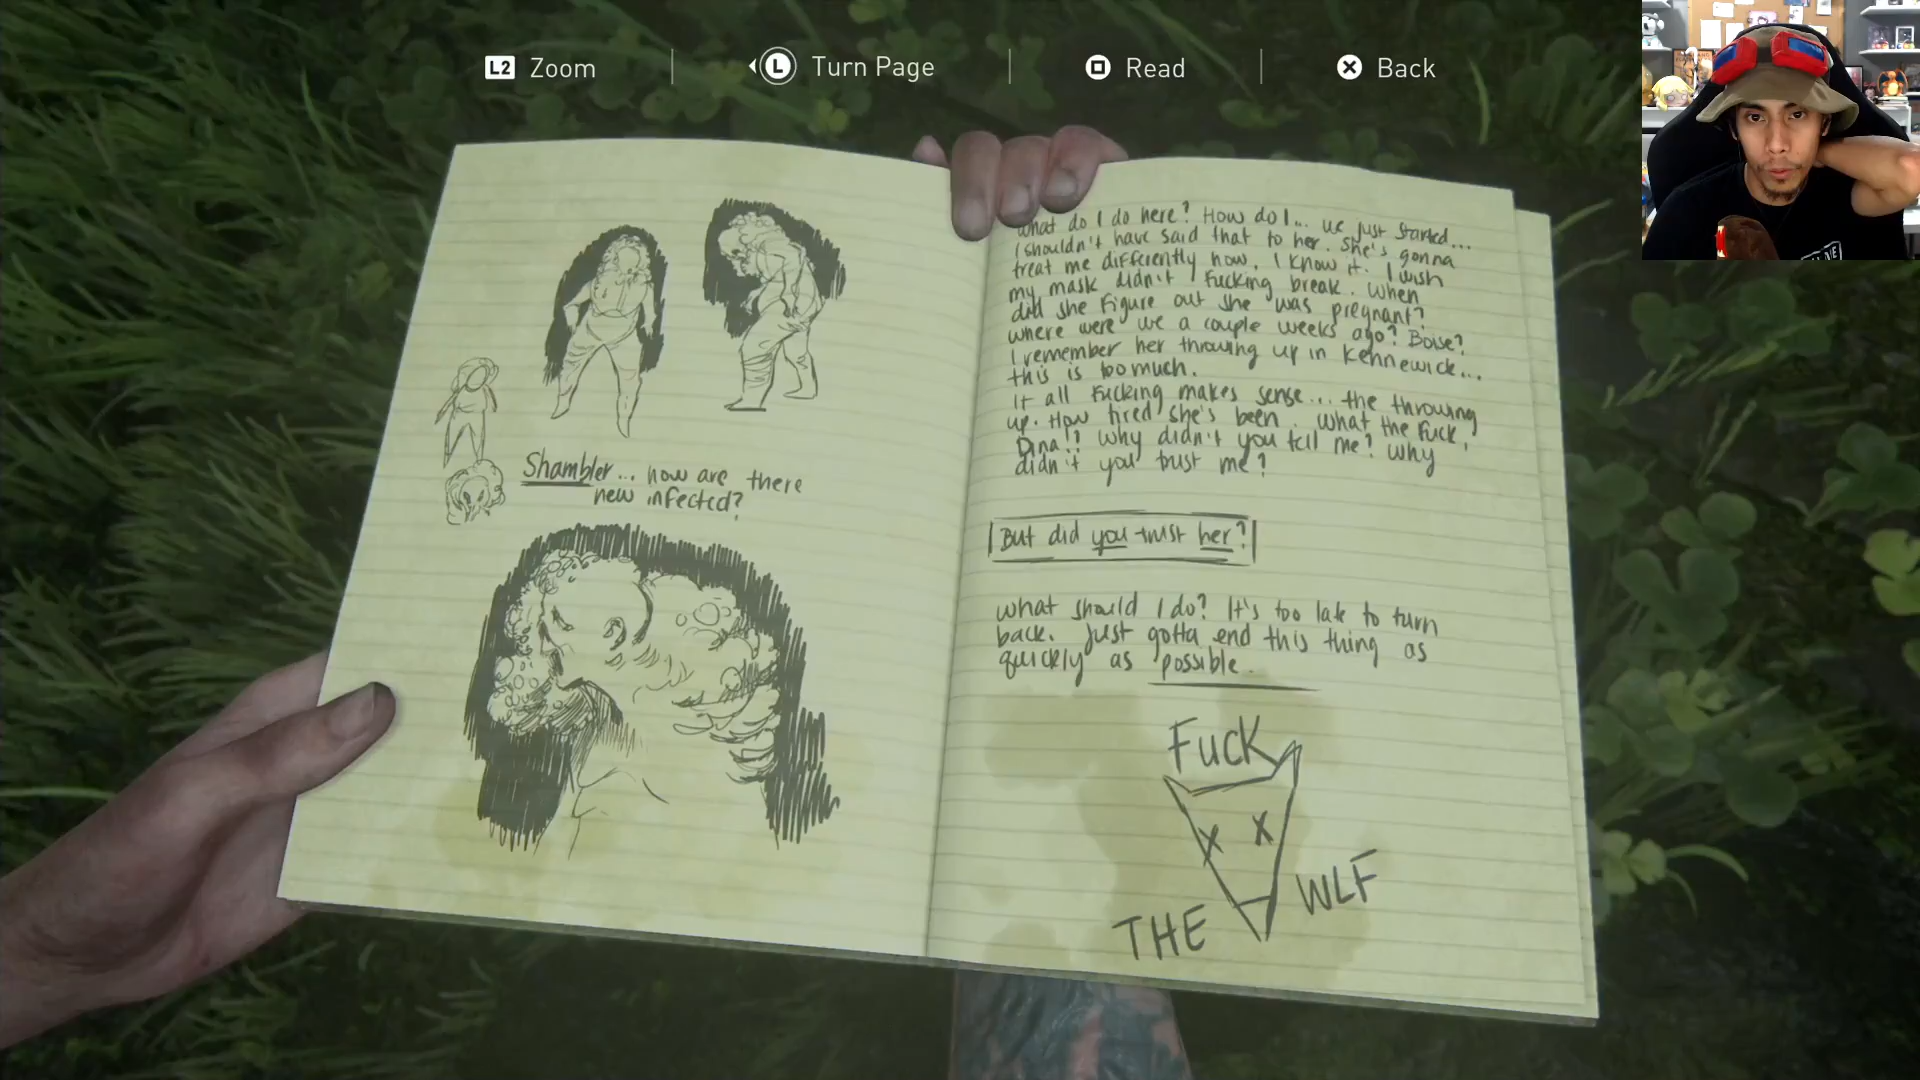 L2 Zoom
L Turn Page
Read
Back
Shambler... how are there
new infected?
What do I do here? How do I... we just started...
I shouldn't have said that to her. She's gonna
treat me differently now. I know it. I wish
my mask didn't fucking break. When
did she figure out she was pregnant?
where were we a couple weeks ago? Boise?
I remember her throwing up in Kennewick...
this is too much.
It all fucking makes sense... the throwing
up. How tired she's been. What the fuck,
Dina!? Why didn't you tell me? Why
didn't you trust me?
But did you trust her?
what should I do? It's too late to turn
back. Just gotta end this thing as
quickly as possible.
Fuck
THE
WLF